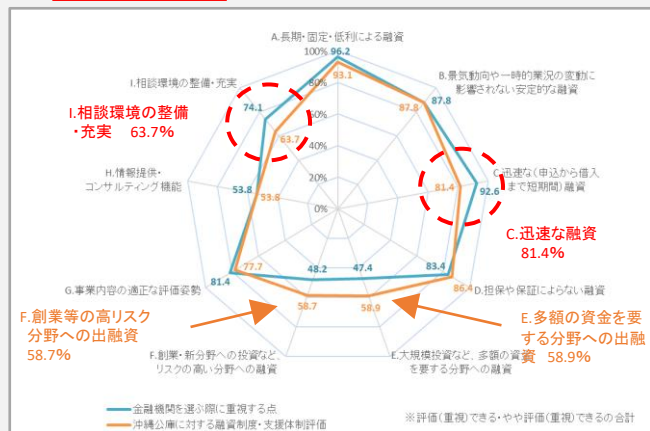 A.長期・固定・低利による融資
100%
96.2
93.1
I.相談環境の整備・充実
B.景気動向や一時的業況の変動に
影響されない安定的な融資
80%
74.1
87.8
87.8
I.相談環境の整備
・充実 63.7%
60%
63.7
40%
H.情報提供・
コンサルティング機能
53.8
53.8
20%
0%
C.迅速な(申込から借入
まで短期間)融資
81.4
92.6
C.迅速な融資
81.4%
77.7
81.4
48.2
47.4
83.4
86.4
G.事業内容の適正な評価姿勢
D.担保や保証によらない融資
58.7
58.9
F.創業等の高リスク
分野への出融資
58.7%
E.多額の資金を要
する分野への出融
資 58.9%
F.創業・新分野への投資など、
リスクの高い分野への融資
E.大規模投資など、多額の資金
を要する分野への融資
金融機関を選ぶ際に重視する点
沖縄公庫に対する融資制度・支援体制評価
※評価(重視)できる・やや評価(重視)できるの合計